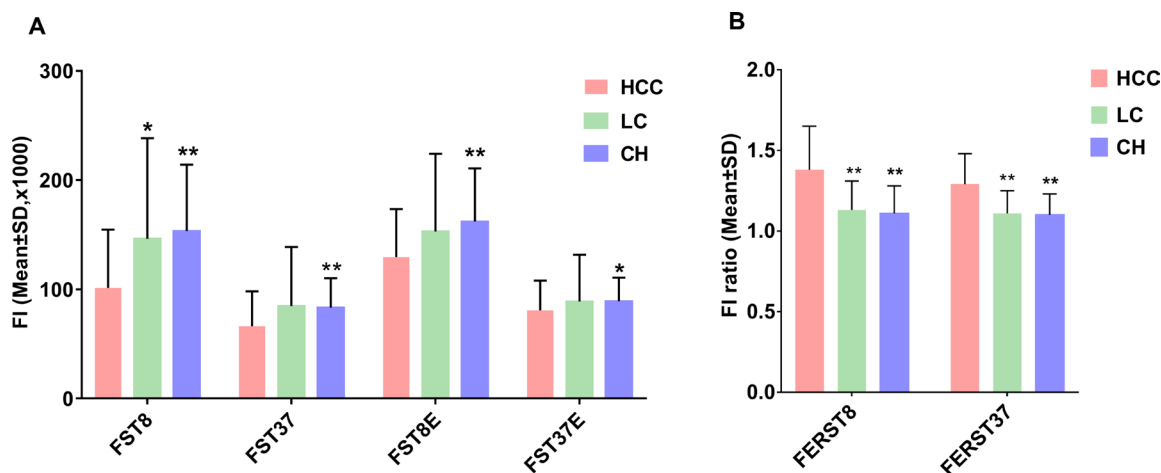 A
FI (Mean±SD,x1000)
300
200
100
0
*
**
**
**
*
HCC
LC
CH
FST8
FST37
FST8E
FST37E
B
FI ratio (Mean±SD)
2.0
1.5
1.0
0.5
0.0
**
**
**
**
HCC
LC
CH
FERST8
FERST37